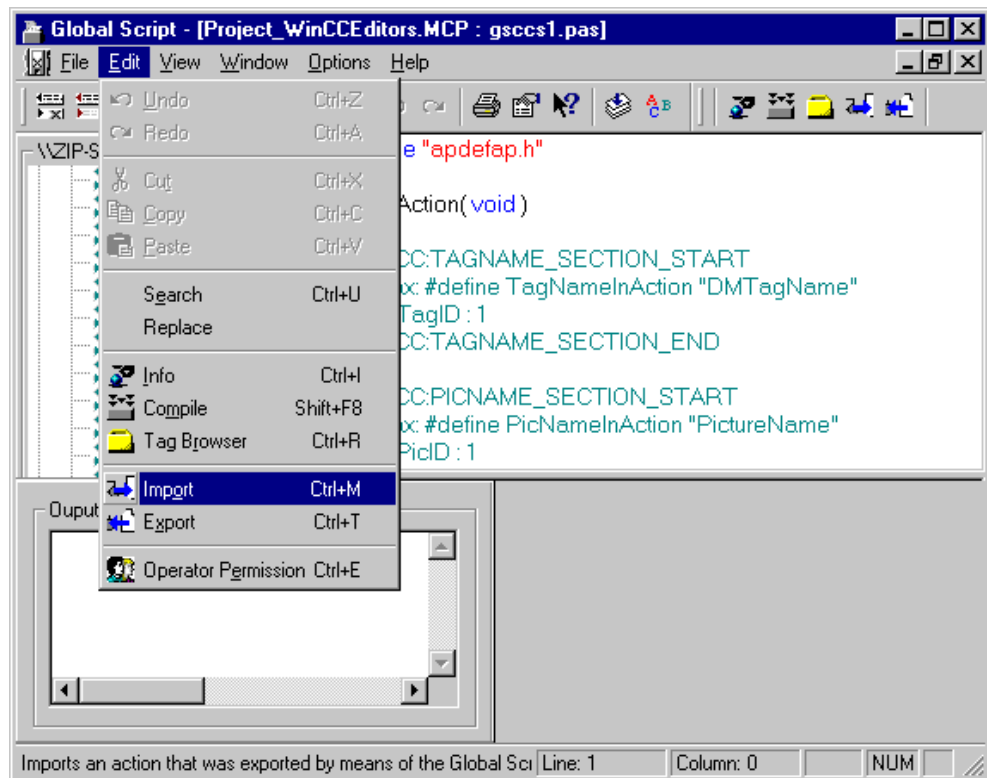 Global Script - [Project_WinCCEditors.MCP : gsccs1.pas]
File Edit View Window Options Help
Undo Ctrl+Z
Redo Ctrl+A
Cut Ctrl+X
Copy Ctrl+C
Paste Ctrl+V
Search Ctrl+U
Replace
Info Ctrl+I
Compile Shift+F8
Tag Browser Ctrl+R
Import Ctrl+M
Export Ctrl+T
Operator Permission Ctrl+E
\\ZIP-S
e "apdefap.h"
Action( void )
CC:TAGNAME_SECTION_START
ax: #define TagNameInAction "DMTagName"
TagID : 1
CC:TAGNAME_SECTION_END
CC:PICNAME_SECTION_START
ax: #define PicNameInAction "PictureName"
PicID : 1
Ouput
Imports an action that was exported by means of the Global Scr Line: 1 Column: 0 NUM